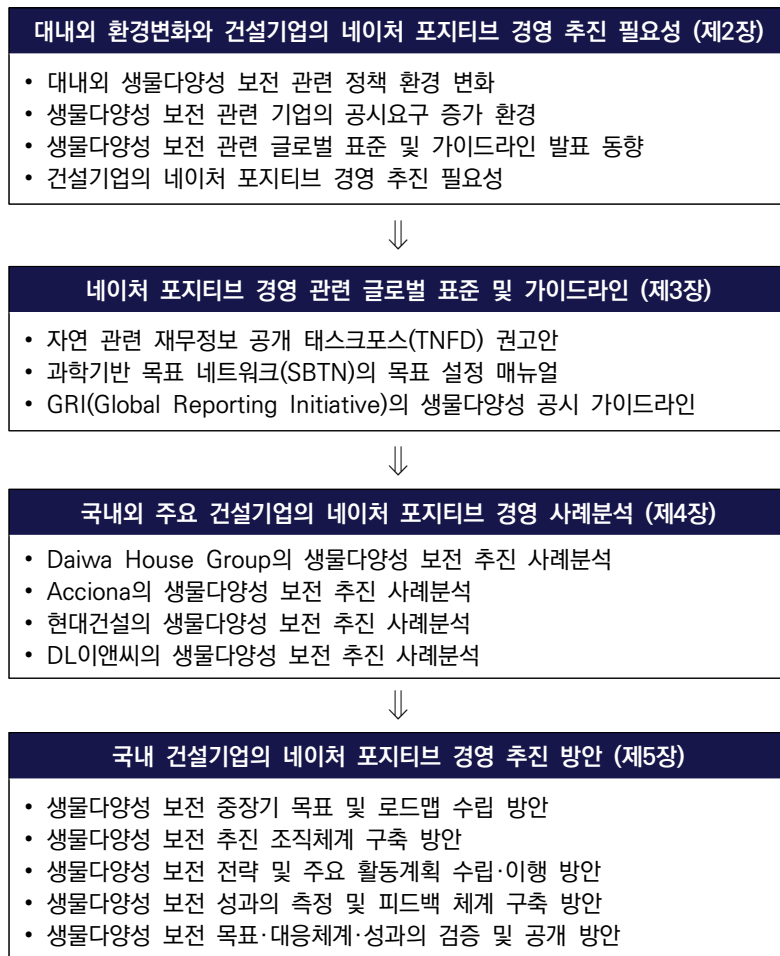 대내외 환경변화와 건설기업의 네이처 포지티브 경영 추진 필요성 (제2장)
• 대내외 생물다양성 보전 관련 정책 환경 변화
• 생물다양성 보전 관련 기업의 공시요구 증가 환경
• 생물다양성 보전 관련 글로벌 표준 및 가이드라인 발표 동향
• 건설기업의 네이처 포지티브 경영 추진 필요성
⇓
네이처 포지티브 경영 관련 글로벌 표준 및 가이드라인 (제3장)
• 자연 관련 재무정보 공개 태스크포스(TNFD) 권고안
• 과학기반 목표 네트워크(SBTN)의 목표 설정 매뉴얼
• GRI(Global Reporting Initiative)의 생물다양성 공시 가이드라인
⇓
국내외 주요 건설기업의 네이처 포지티브 경영 사례분석 (제4장)
• Daiwa House Group의 생물다양성 보전 추진 사례분석
• Acciona의 생물다양성 보전 추진 사례분석
• 현대건설의 생물다양성 보전 추진 사례분석
• DL이앤씨의 생물다양성 보전 추진 사례분석
⇓
국내 건설기업의 네이처 포지티브 경영 추진 방안 (제5장)
• 생물다양성 보전 중장기 목표 및 로드맵 수립 방안
• 생물다양성 보전 추진 조직체계 구축 방안
• 생물다양성 보전 전략 및 주요 활동계획 수립·이행 방안
• 생물다양성 보전 성과의 측정 및 피드백 체계 구축 방안
• 생물다양성 보전 목표·대응체계·성과의 검증 및 공개 방안